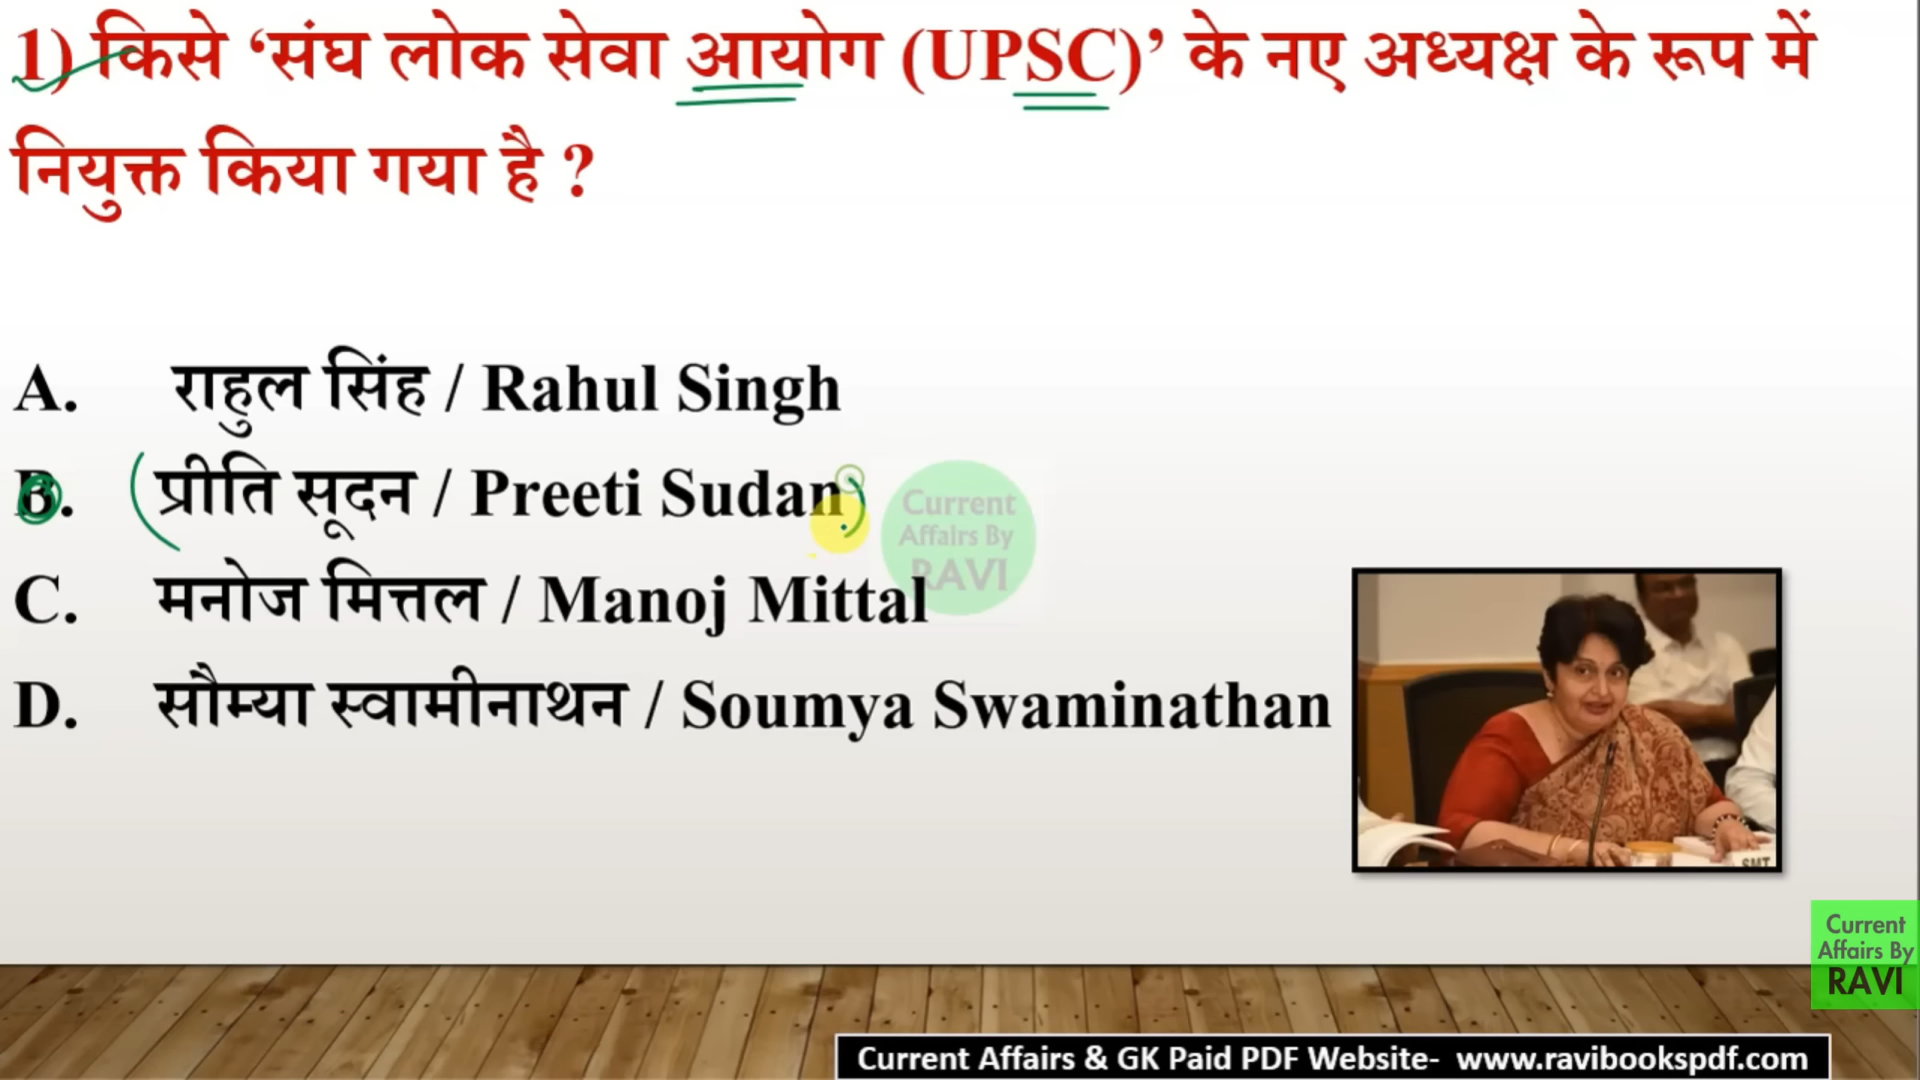 1) किसे ‘संघ लोक सेवा आयोग (UPSC)’ के नए अध्यक्ष के रूप में
नियुक्त किया गया है ?
A. राहुल सिंह / Rahul Singh
B. प्रीति सूदन / Preeti Sudan
Current
Affairs By
RAVI
C. मनोज मित्तल / Manoj Mittal
D. सौम्या स्वामीनाथन / Soumya Swaminathan
SMT
Current
Affairs By
RAVI
Current Affairs & GK Paid PDF Website- www.ravibookspdf.com